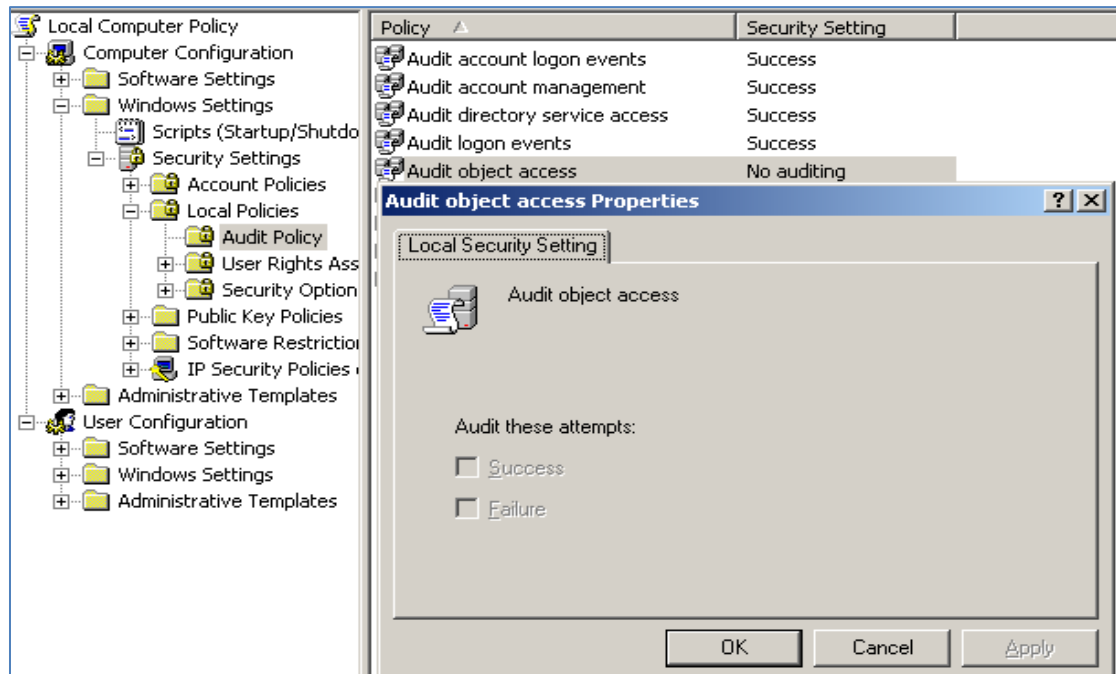 Local Computer Policy
Computer Configuration
Software Settings
Windows Settings
Scripts (Startup/Shutdo
Security Settings
Account Policies
Local Policies
Audit Policy
User Rights Ass
Security Option
Public Key Policies
Software Restriction
IP Security Policies
Administrative Templates
User Configuration
Software Settings
Windows Settings
Administrative Templates
Policy Security Setting
Audit account logon events Success
Audit account management Success
Audit directory service access Success
Audit logon events Success
Audit object access No auditing
Audit object access Properties
Local Security Setting
Audit object access
Audit these attempts:
Success
Failure
OK Cancel Apply